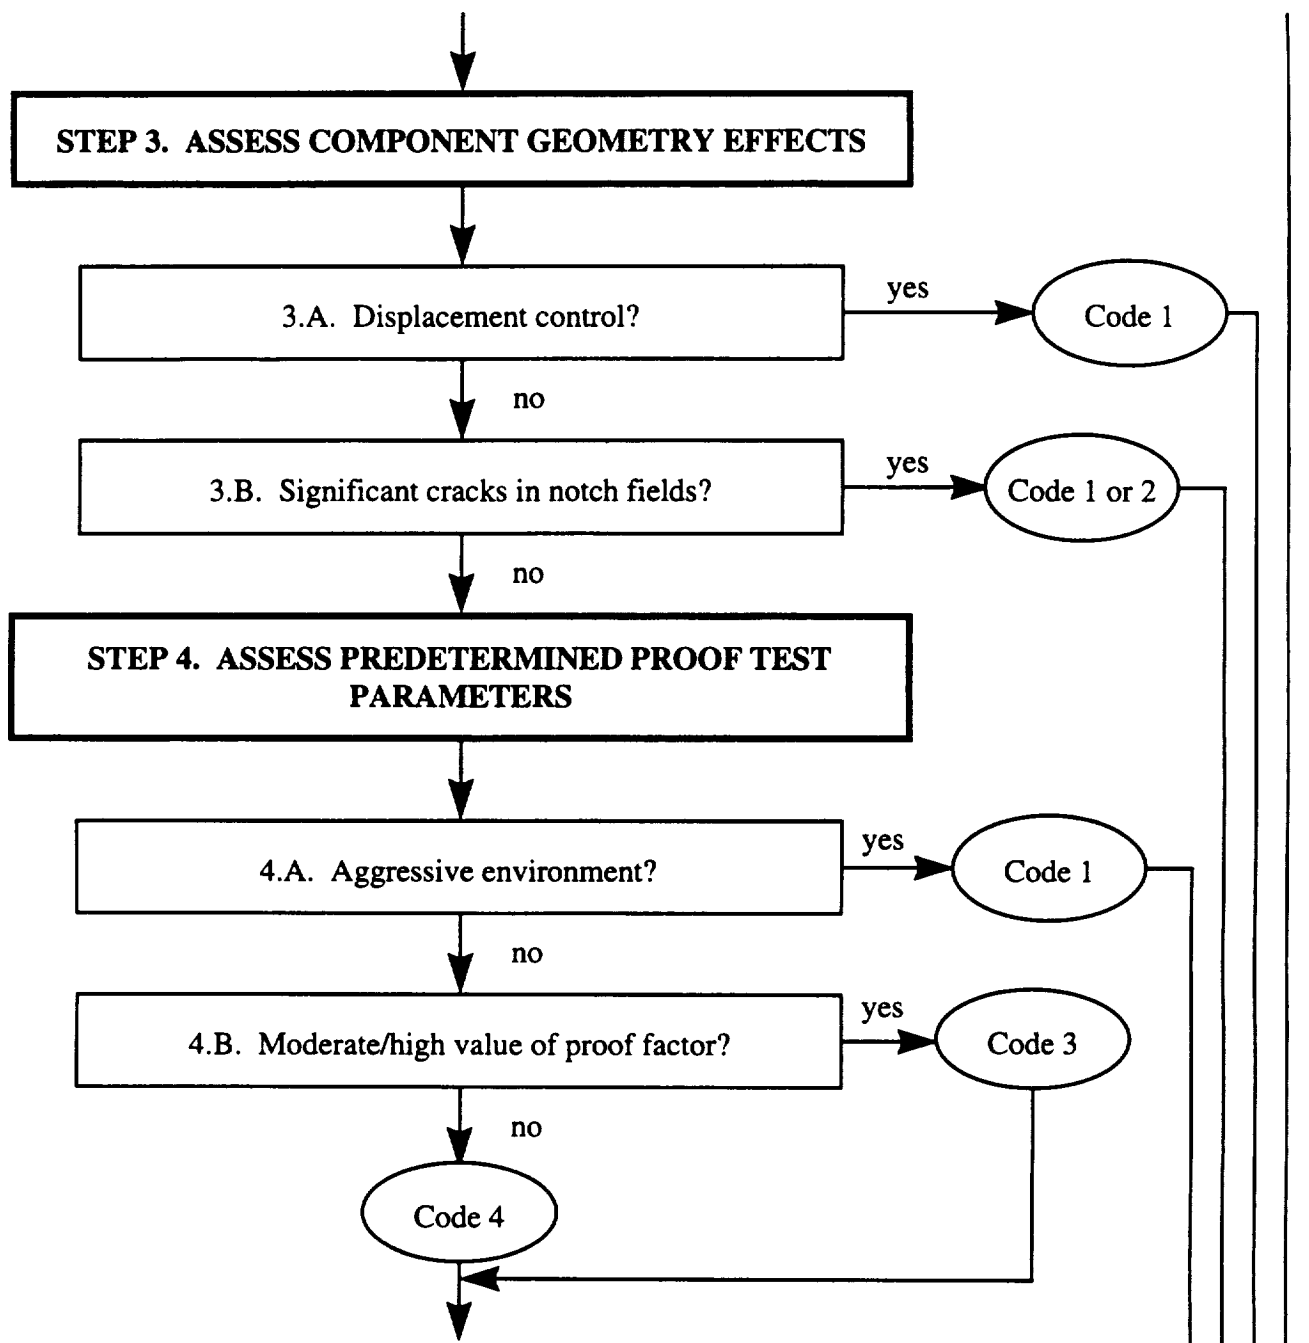 STEP 3. ASSESS COMPONENT GEOMETRY EFFECTS
3.A. Displacement control?
yes
Code 1
no
3.B. Significant cracks in notch fields?
yes
Code 1 or 2
no
STEP 4. ASSESS PREDETERMINED PROOF TEST
PARAMETERS
4.A. Aggressive environment?
yes
Code 1
no
4.B. Moderate/high value of proof factor?
yes
Code 3
no
Code 4